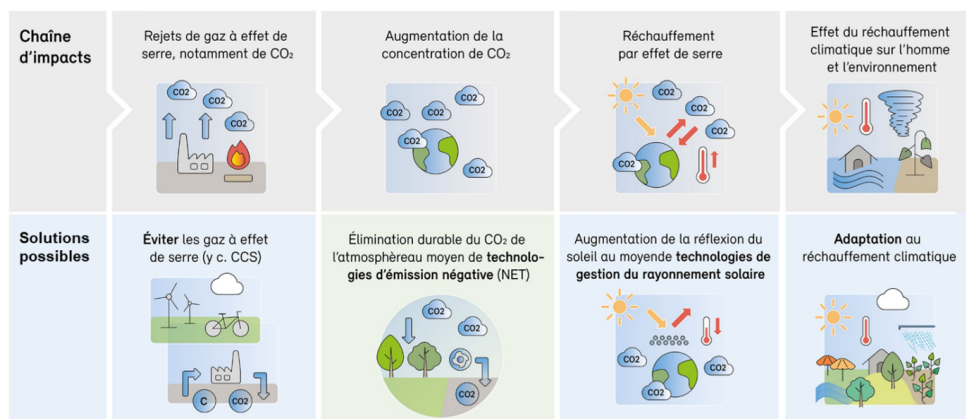 Chaîne
d'impacts
Rejets de gaz à effet de
serre, notamment de CO₂
CO2
CO2
CO2
Augmentation de la
concentration de CO₂
CO2
CO2
CO2
CO2
CO2
Réchauffement
par effet de serre
CO2
CO2
CO2
CO2
Effet du réchauffement
climatique sur l'homme
et l'environnement
Solutions
possibles
Éviter les gaz à effet
de serre (y c. CCS)
C
CO2
Élimination durable du CO₂ de
l'atmosphèreau moyen de technolo-
gies d'émission négative (NET)
CO2
CO2
CO2
Augmentation de la réflexion du
soleil au moyende technologies de
gestion du rayonnement solaire
CO2
CO2
CO2
Adaptation au
réchauffement climatique